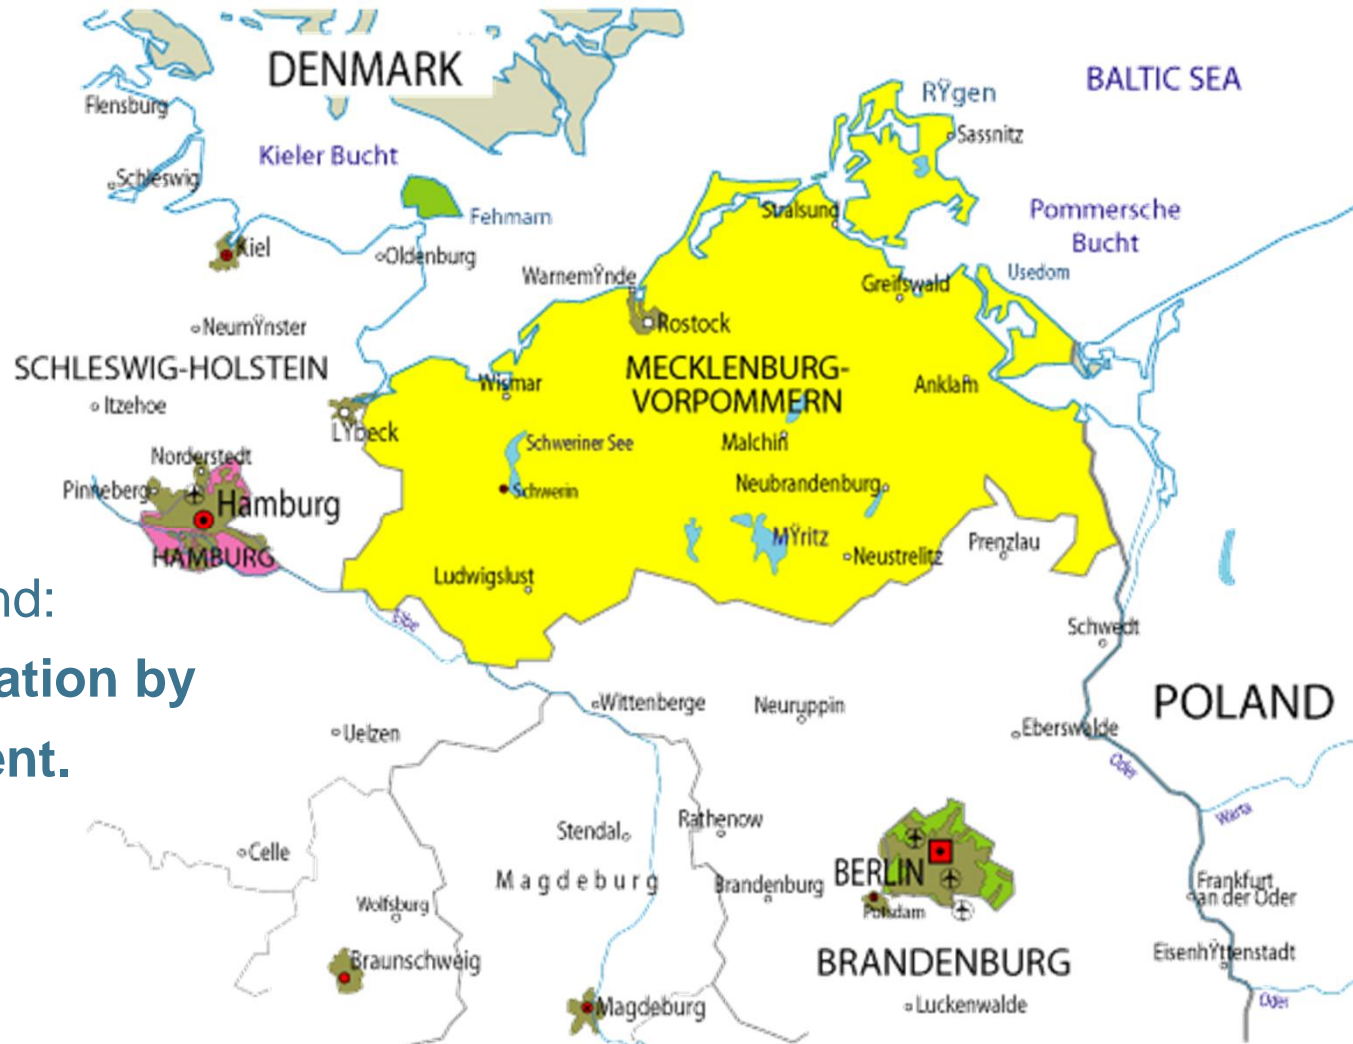 DENMARK
BALTIC SEA
RŸgen
Flensburg
Sassnitz
Kieler Bucht
Schleswig
Fehmarn
Stralsund
Pommersche
Bucht
Kiel
Oldenburg
WarnemŸnde
Greifswald
Usedom
NeumŸnster
Rostock
SCHLESWIG-HOLSTEIN
MECKLENBURG-
VORPOMMERN
Wismar
Anklam
Itzehoe
LŸbeck
Schweriner See
Malchin
Norderstedt
Pinneberg
Hamburg
Schwerin
Neubrandenburg
HAMBURG
MŸritz
Neustrelitz
Prenzlau
Ludwigslust
nd:
Elbe
Schwedt
ation by
Wittenberge
Neuruppin
POLAND
Uelzen
Eberswalde
ent.
Oder
Warta
Stendal
Rathenow
Celle
Magdeburg
Brandenburg
BERLIN
Frankfurt
an der Oder
Wolfsburg
Potsdam
Braunschweig
BRANDENBURG
EisenhŸttenstadt
Magdeburg
Luckenwalde
Oder